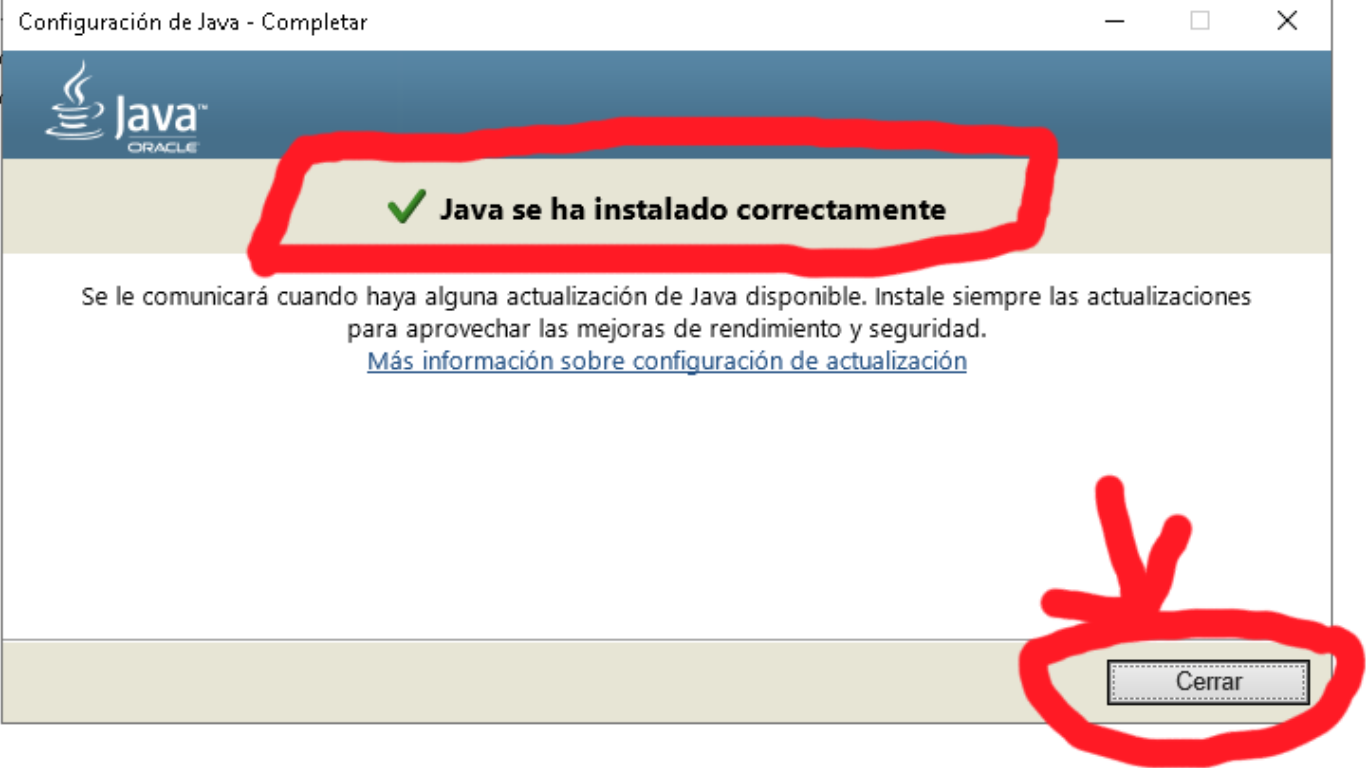 Configuración de Java - Completar
Java™
ORACLE
Java se ha instalado correctamente
Se le comunicará cuando haya alguna actualización de Java disponible. Instale siempre las actualizaciones
para aprovechar las mejoras de rendimiento y seguridad.
Más información sobre configuración de actualización
Cerrar